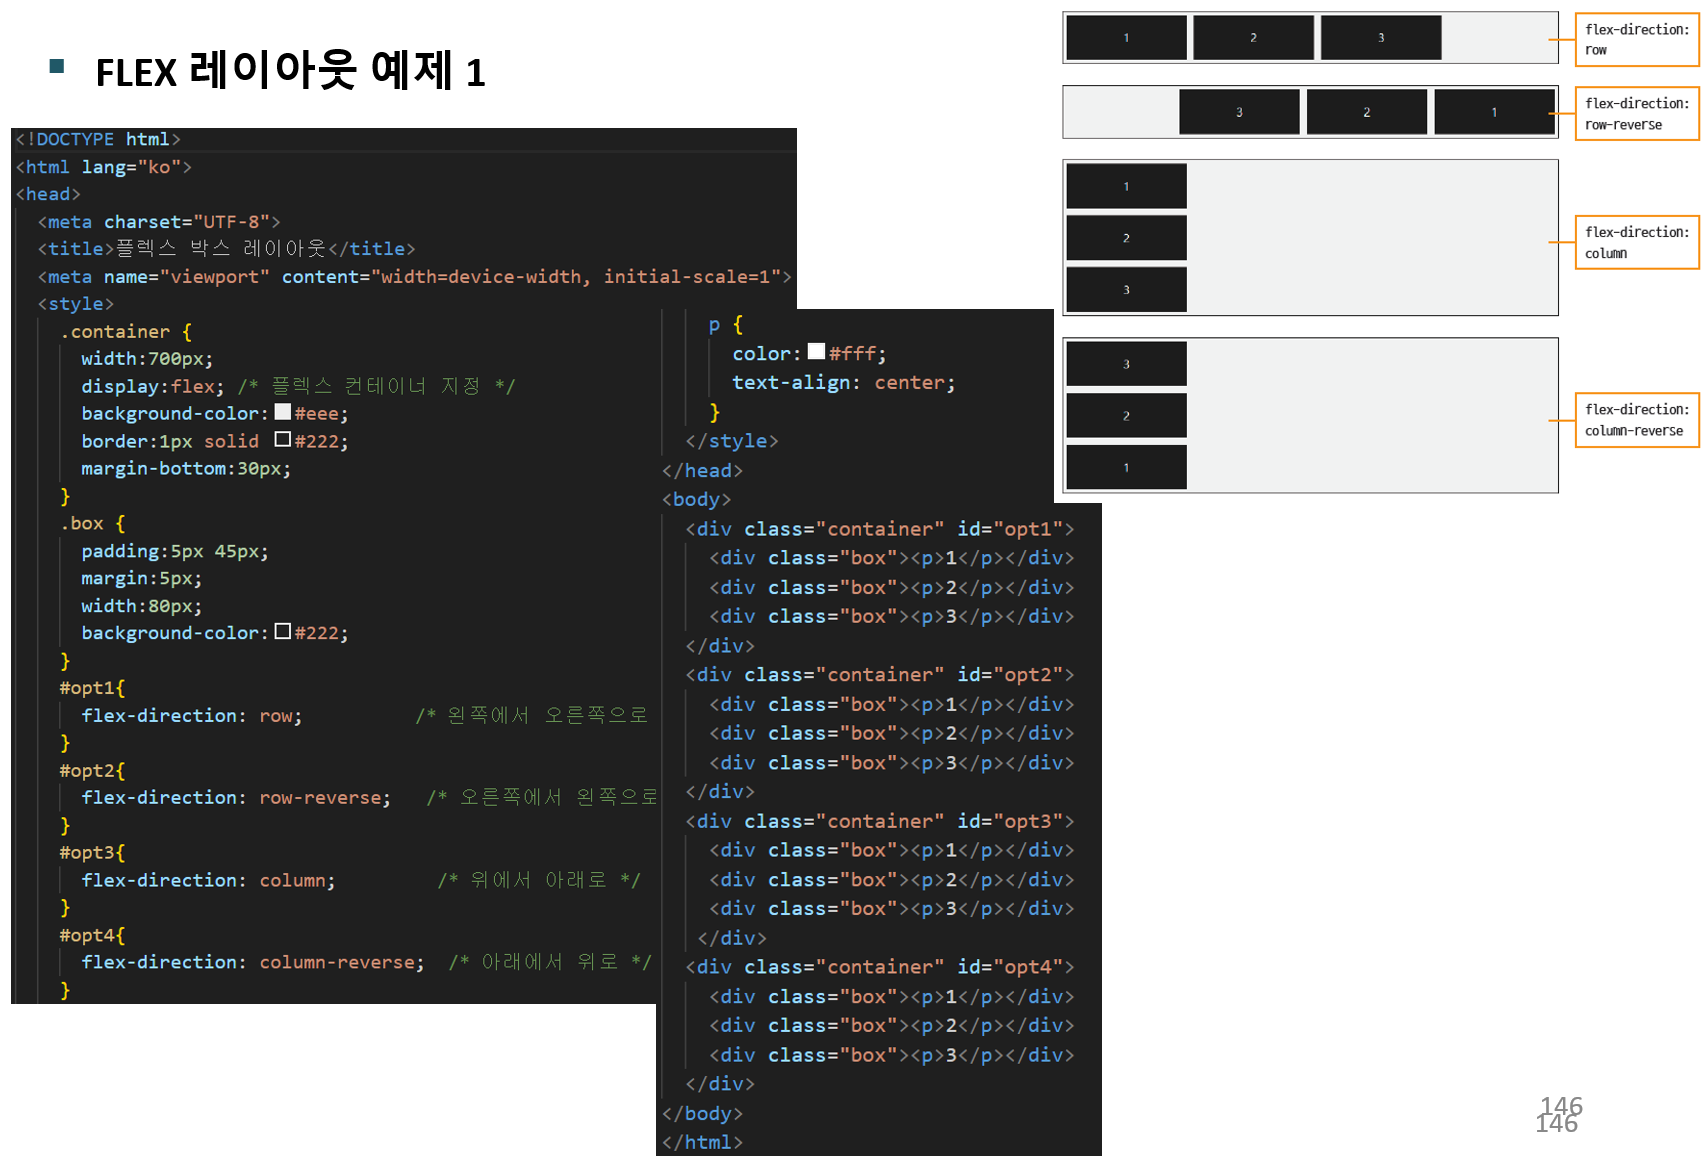 ▪ FLEX 레이아웃 예제 1
<!DOCTYPE html>
<html lang="ko">
<head>
<meta charset="UTF-8">
<title>플렉스 박스 레이아웃</title>
<meta name="viewport" content="width=device-width, initial-scale=1">
<style>
.container {
width:700px;
display:flex; /* 플렉스 컨테이너 지정 */
background-color:#eee;
border:1px solid #222;
margin-bottom:30px;
}
.box {
padding:5px 45px;
margin:5px;
width:80px;
background-color:#222;
}
#opt1{
flex-direction: row; /* 왼쪽에서 오른쪽으로
}
#opt2{
flex-direction: row-reverse; /* 오른쪽에서 왼쪽으로
}
#opt3{
flex-direction: column; /* 위에서 아래로 */
}
#opt4{
flex-direction: column-reverse; /* 아래에서 위로 */
}
p {
color:#fff;
text-align: center;
}
</style>
</head>
<body>
<div class="container" id="opt1">
<div class="box"><p>1</p></div>
<div class="box"><p>2</p></div>
<div class="box"><p>3</p></div>
</div>
<div class="container" id="opt2">
<div class="box"><p>1</p></div>
<div class="box"><p>2</p></div>
<div class="box"><p>3</p></div>
</div>
<div class="container" id="opt3">
<div class="box"><p>1</p></div>
<div class="box"><p>2</p></div>
<div class="box"><p>3</p></div>
</div>
<div class="container" id="opt4">
<div class="box"><p>1</p></div>
<div class="box"><p>2</p></div>
<div class="box"><p>3</p></div>
</div>
</body>
</html>
1 2 3
flex-direction:
row
3 2 1
flex-direction:
row-reverse
1
2
3
flex-direction:
column
3
2
1
flex-direction:
column-reverse
146
146